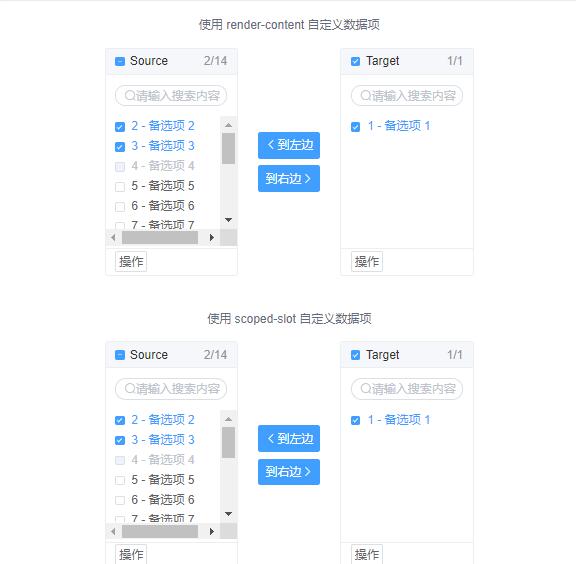 使用 render-content 自定义数据项
Source 2/14
Target 1/1
请输入搜索内容
请输入搜索内容
2 - 备选项 2
3 - 备选项 3
4 - 备选项 4
5 - 备选项 5
6 - 备选项 6
7 - 备选项 7
到左边
到右边
1 - 备选项 1
操作
操作
使用 scoped-slot 自定义数据项
Source 2/14
Target 1/1
请输入搜索内容
请输入搜索内容
2 - 备选项 2
3 - 备选项 3
4 - 备选项 4
5 - 备选项 5
6 - 备选项 6
7 - 备选项 7
到左边
到右边
1 - 备选项 1
操作
操作